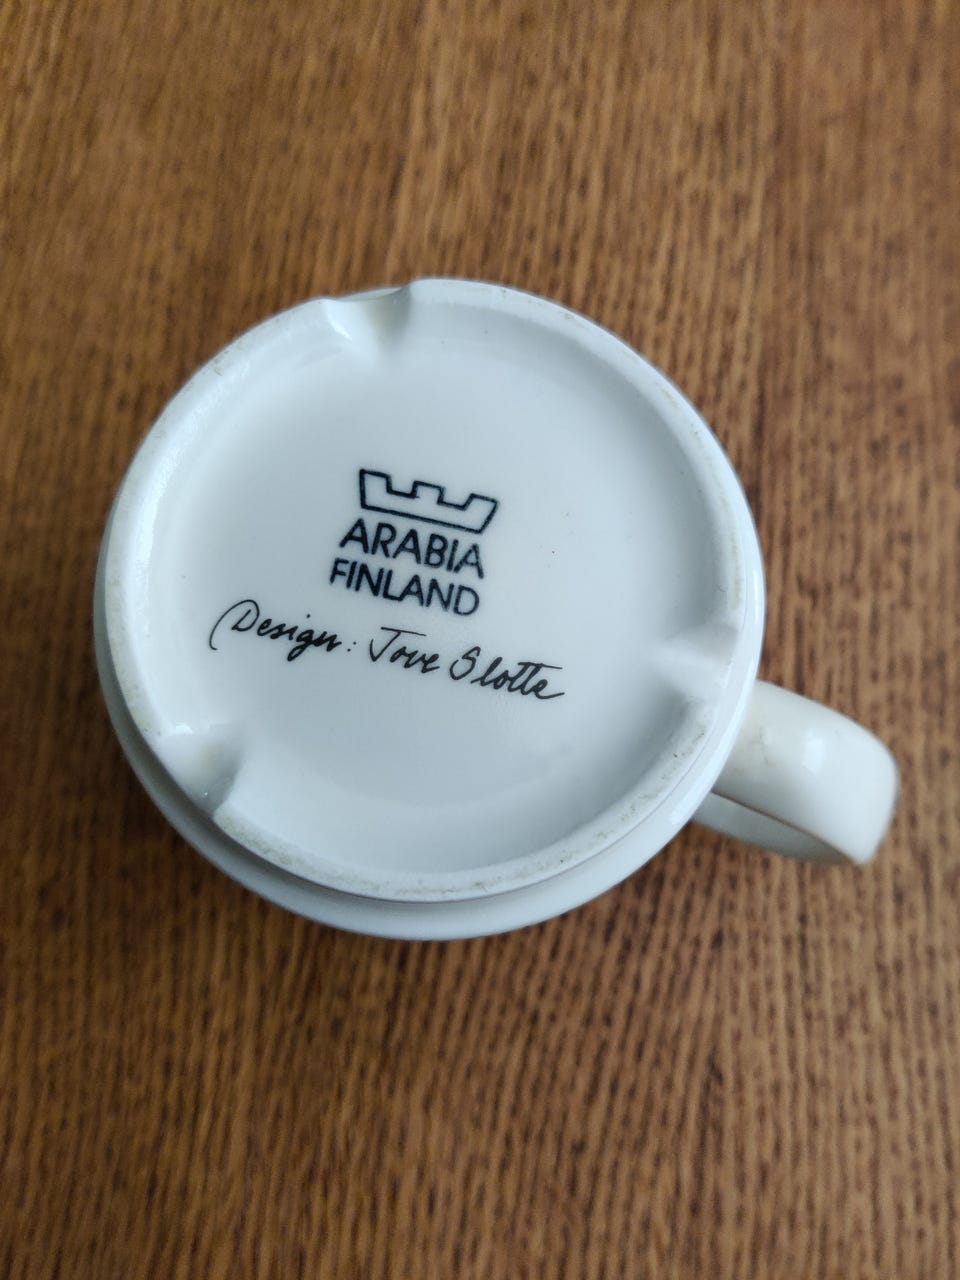 ARABIA
FINLAND
Design: Tove Slotte